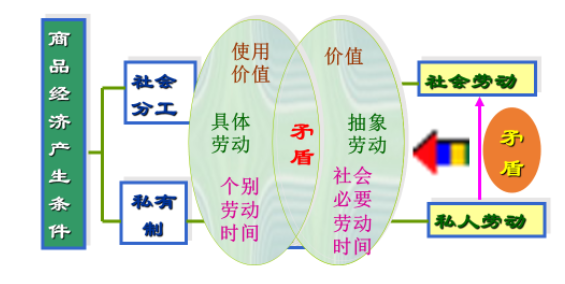 商品经济产生条件
社会
分工
私有
制
使用
价值
具体
劳动
个别
劳动
时间
矛
盾
价值
抽象
劳动
社会
必要
劳动
时间
社会劳动
矛
盾
私人劳动